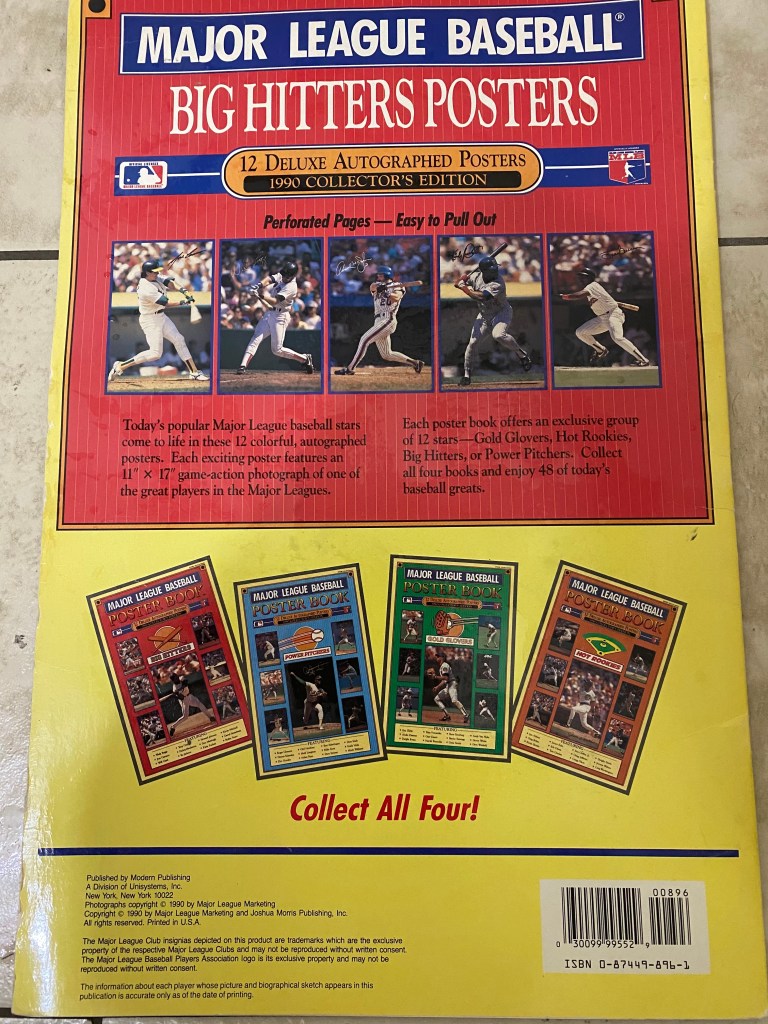 MAJOR LEAGUE BASEBALL®
BIG HITTERS POSTERS
12 DELUXE AUTOGRAPHED POSTERS
1990 COLLECTOR'S EDITION
MLB
Perforated Pages — Easy to Pull Out
Today's popular Major League baseball stars
come to life in these 12 colorful, autographed
posters. Each exciting poster features an
11" × 17" game-action photograph of one of
the great players in the Major Leagues.
Each poster book offers an exclusive group
of 12 stars—Gold Glovers, Hot Rookies,
Big Hitters, or Power Pitchers. Collect
all four books and enjoy 48 of today's
baseball greats.
MAJOR LEAGUE BASEBALL
POSTER BOOK
BIG HITTERS
FEATURING
MAJOR LEAGUE BASEBALL
POSTER BOOK
POWER PITCHERS
FEATURING
MAJOR LEAGUE BASEBALL
POSTER BOOK
GOLD GLOVERS
FEATURING
MAJOR LEAGUE BASEBALL
POSTER BOOK
HOT ROOKIES
FEATURING
Collect All Four!
Published by Modern Publishing
A Division of Unisystems, Inc.
New York, New York 10022
Photographs copyright © 1990 by Major League Marketing
Copyright © 1990 by Major League Marketing and Joshua Morris Publishing, Inc.
All rights reserved. Printed in U.S.A.
The Major League Club insignias depicted on this product are trademarks which are the exclusive
property of the respective Major League Clubs and may not be reproduced without written consent.
The Major League Baseball Players Association logo is its exclusive property and may not be
reproduced without written consent.
The information about each player whose picture and biographical sketch appears in this
publication is accurate only as of the date of printing.
00896
0 30099 99552 9
ISBN 0-87449-896-1